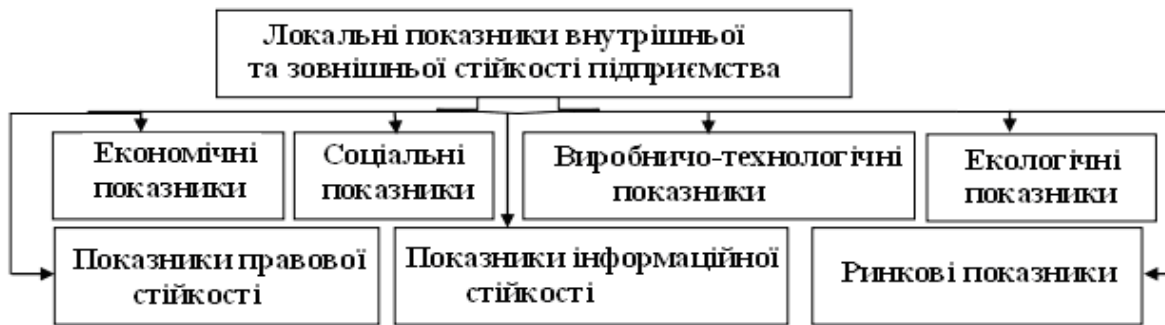 Локальні показники внутрішньої
та зовнішньої стійкості підприємства
Економічні
показники
Соціальні
показники
Виробничо-технологічні
показники
Екологічні
показники
Показники правової
стійкості
Показники інформаційної
стійкості
Ринкові показники